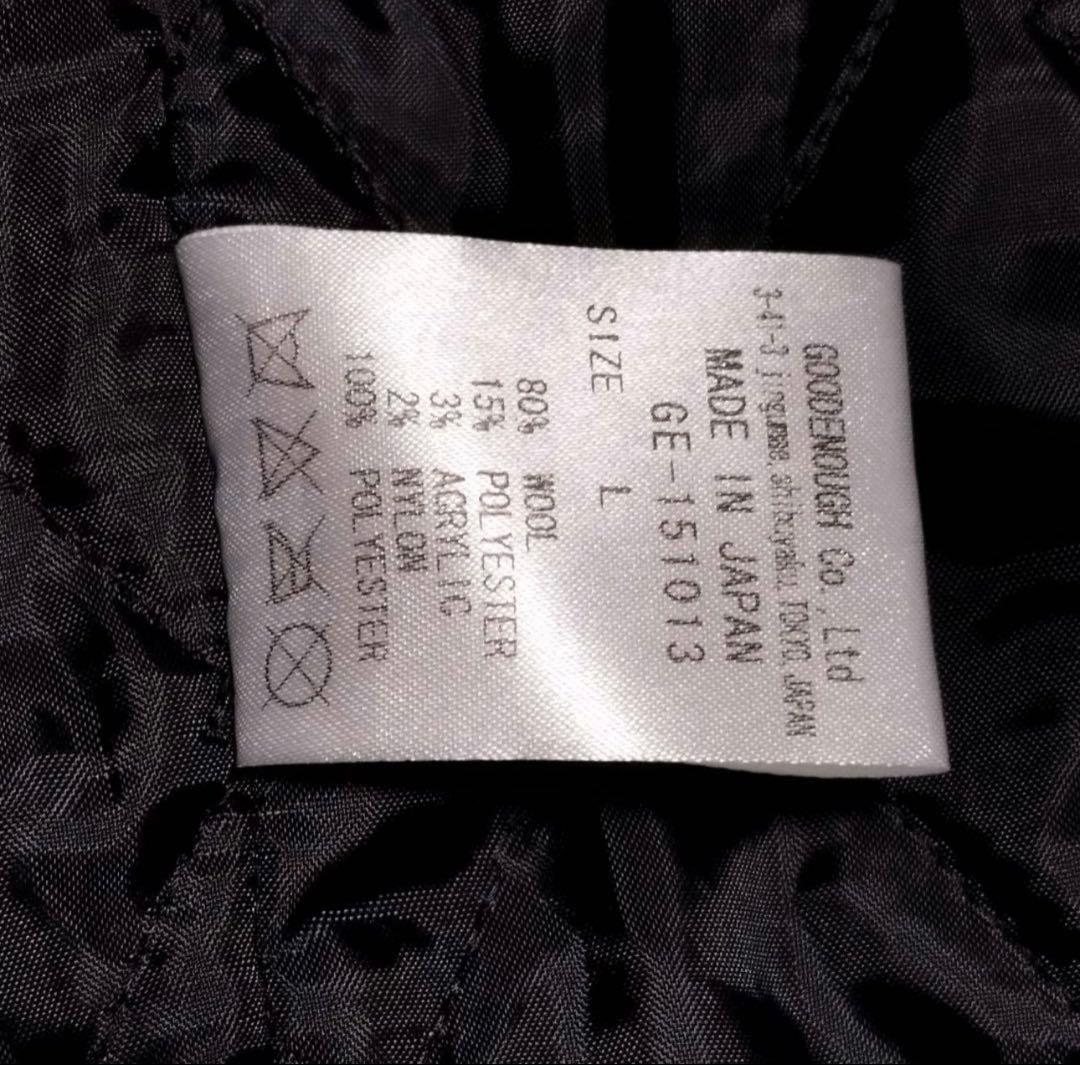 GOODENOUGH Co.,Ltd
3-41-3 jingumae, shibuyaku, TOKYO, JAPAN
MADE IN JAPAN
GE-151013
SIZE L
80% WOOL
15% POLYESTER
3% ACRYLIC
2% NYLON
100% POLYESTER